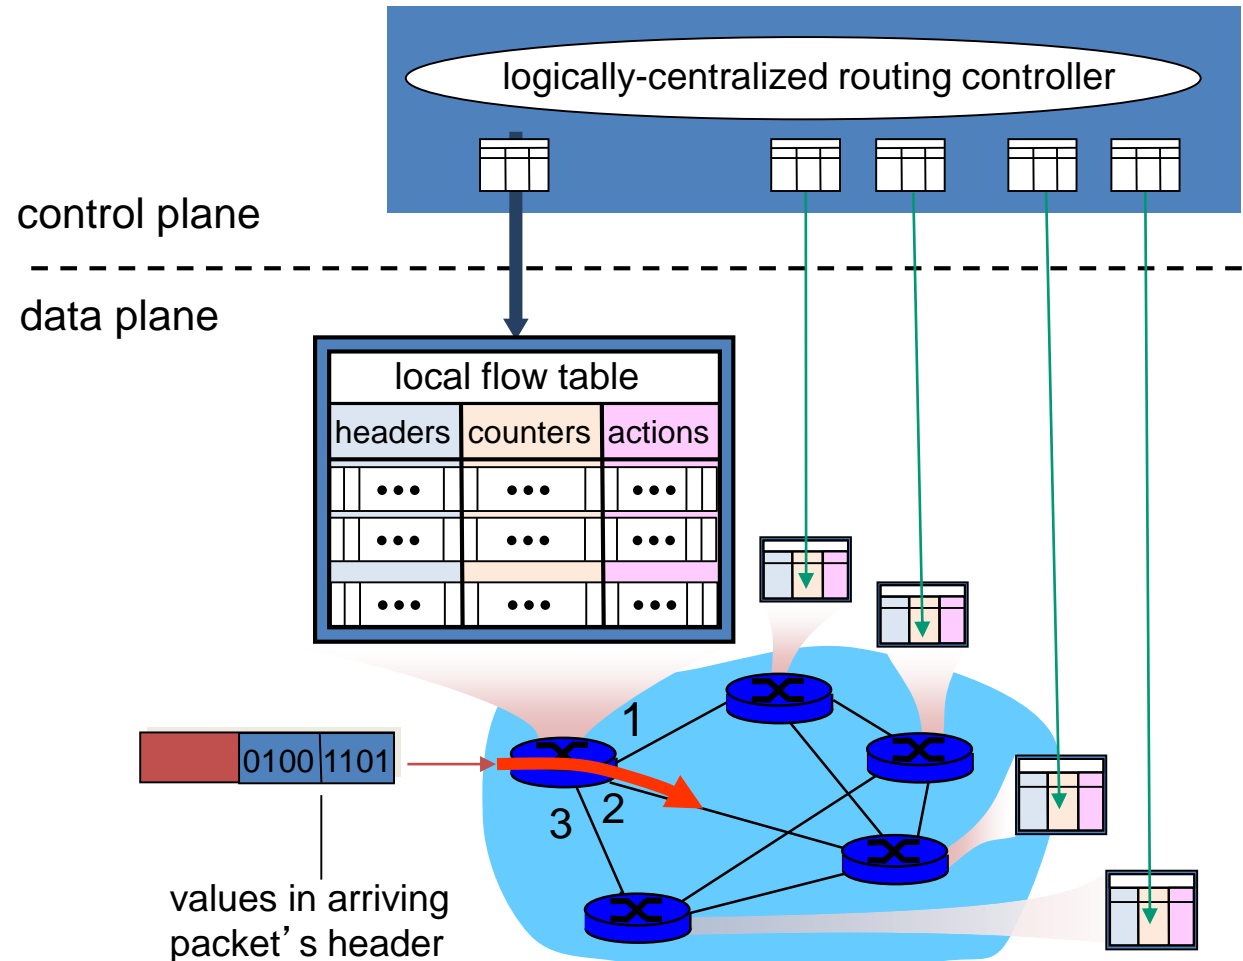 logically-centralized routing controller
control plane
data plane
local flow table
headers counters actions
1
0100 1101
2
3
values in arriving
packet’s header